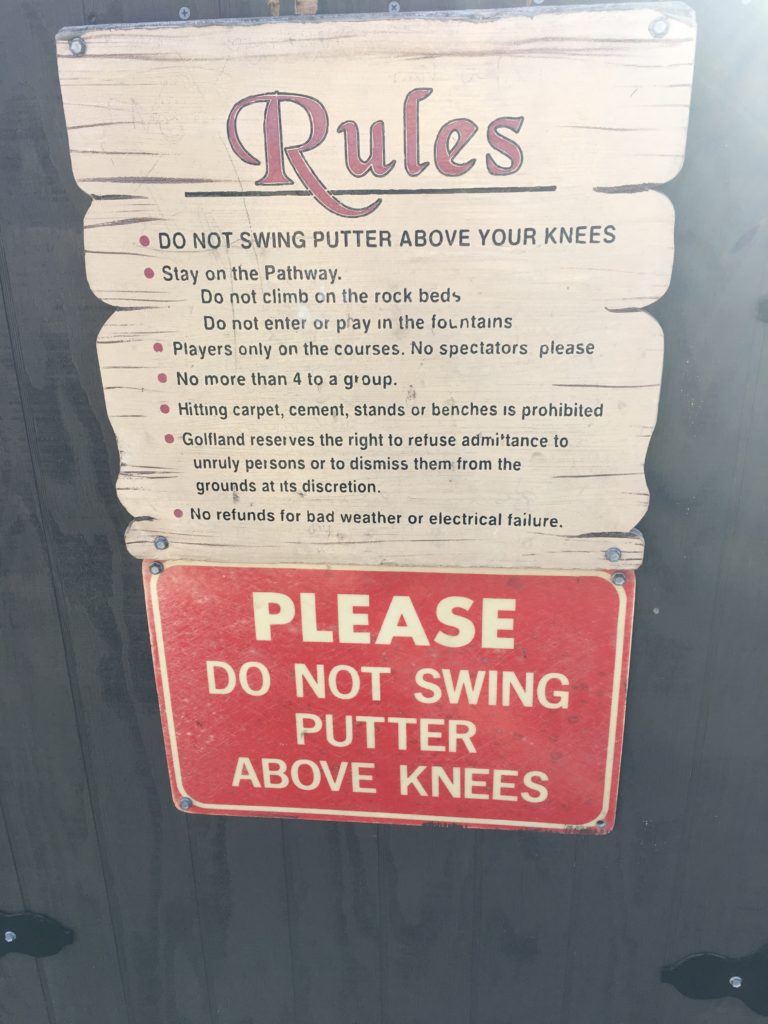 Rules
• DO NOT SWING PUTTER ABOVE YOUR KNEES
• Stay on the Pathway.
Do not climb on the rock beds
Do not enter or play in the fountains
• Players only on the courses. No spectators please
• No more than 4 to a group.
• Hitting carpet, cement, stands or benches is prohibited
• Golfland reserves the right to refuse admittance to
unruly persons or to dismiss them from the
grounds at its discretion.
• No refunds for bad weather or electrical failure.
PLEASE
DO NOT SWING
PUTTER
ABOVE KNEES